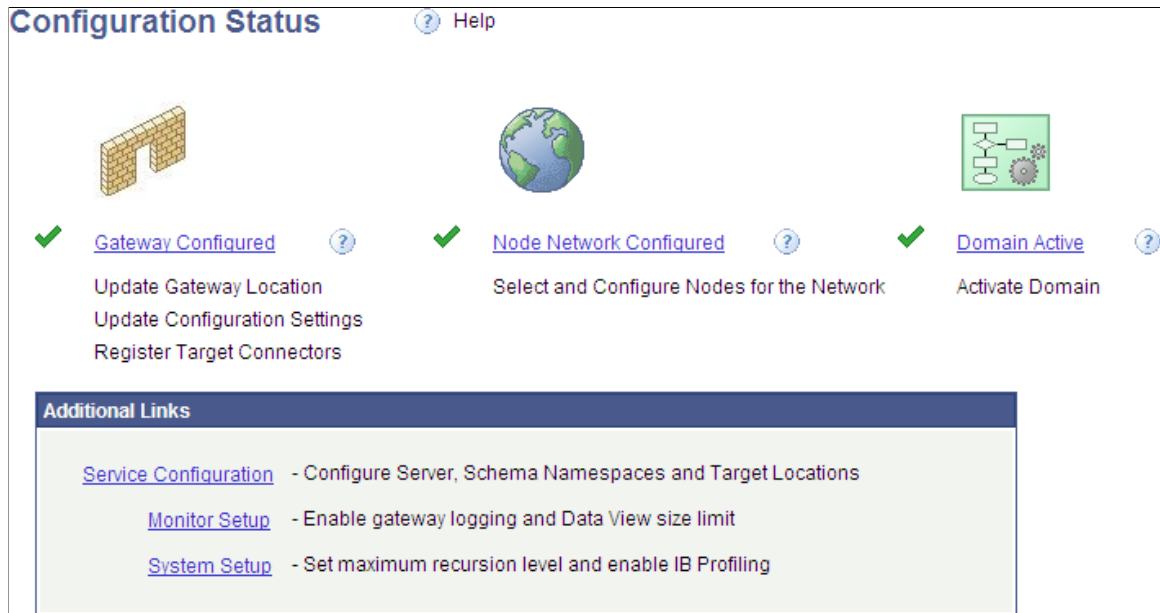 Configuration Status
? Help
Gateway Configured ?
Update Gateway Location
Update Configuration Settings
Register Target Connectors
Node Network Configured ?
Select and Configure Nodes for the Network
Domain Active ?
Activate Domain
Additional Links
Service Configuration - Configure Server, Schema Namespaces and Target Locations
Monitor Setup - Enable gateway logging and Data View size limit
System Setup - Set maximum recursion level and enable IB Profiling